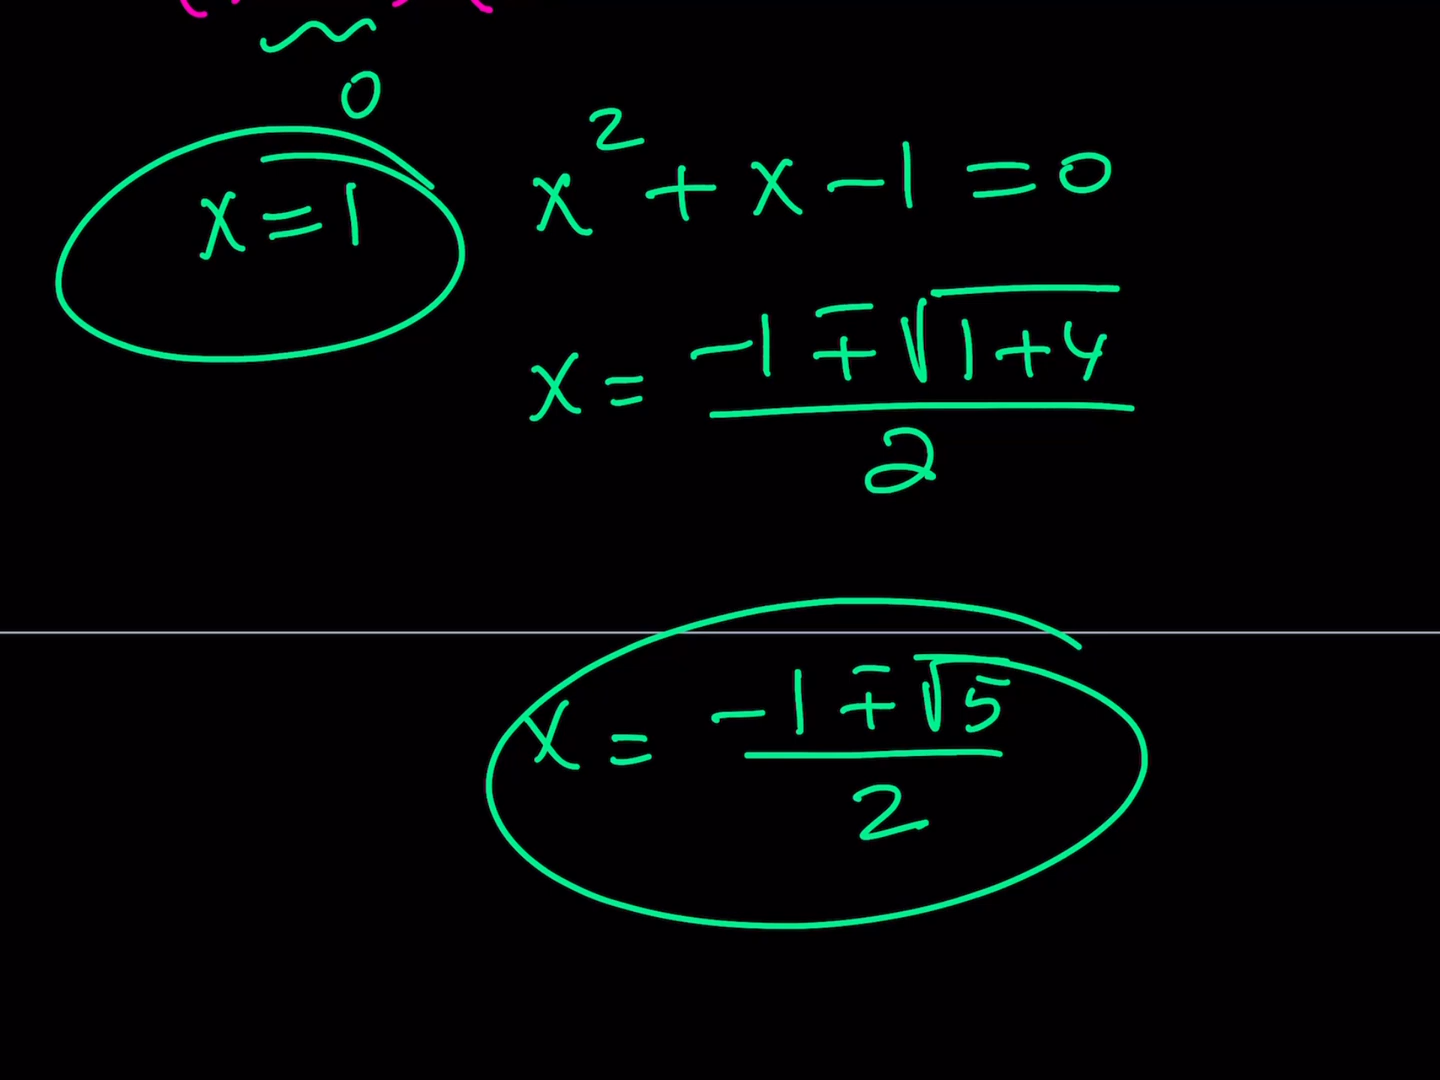 0
x = 1
x² + x - 1 = 0
x = (-1 ∓ √(1+4)) / 2
x = (-1 ∓ √5) / 2